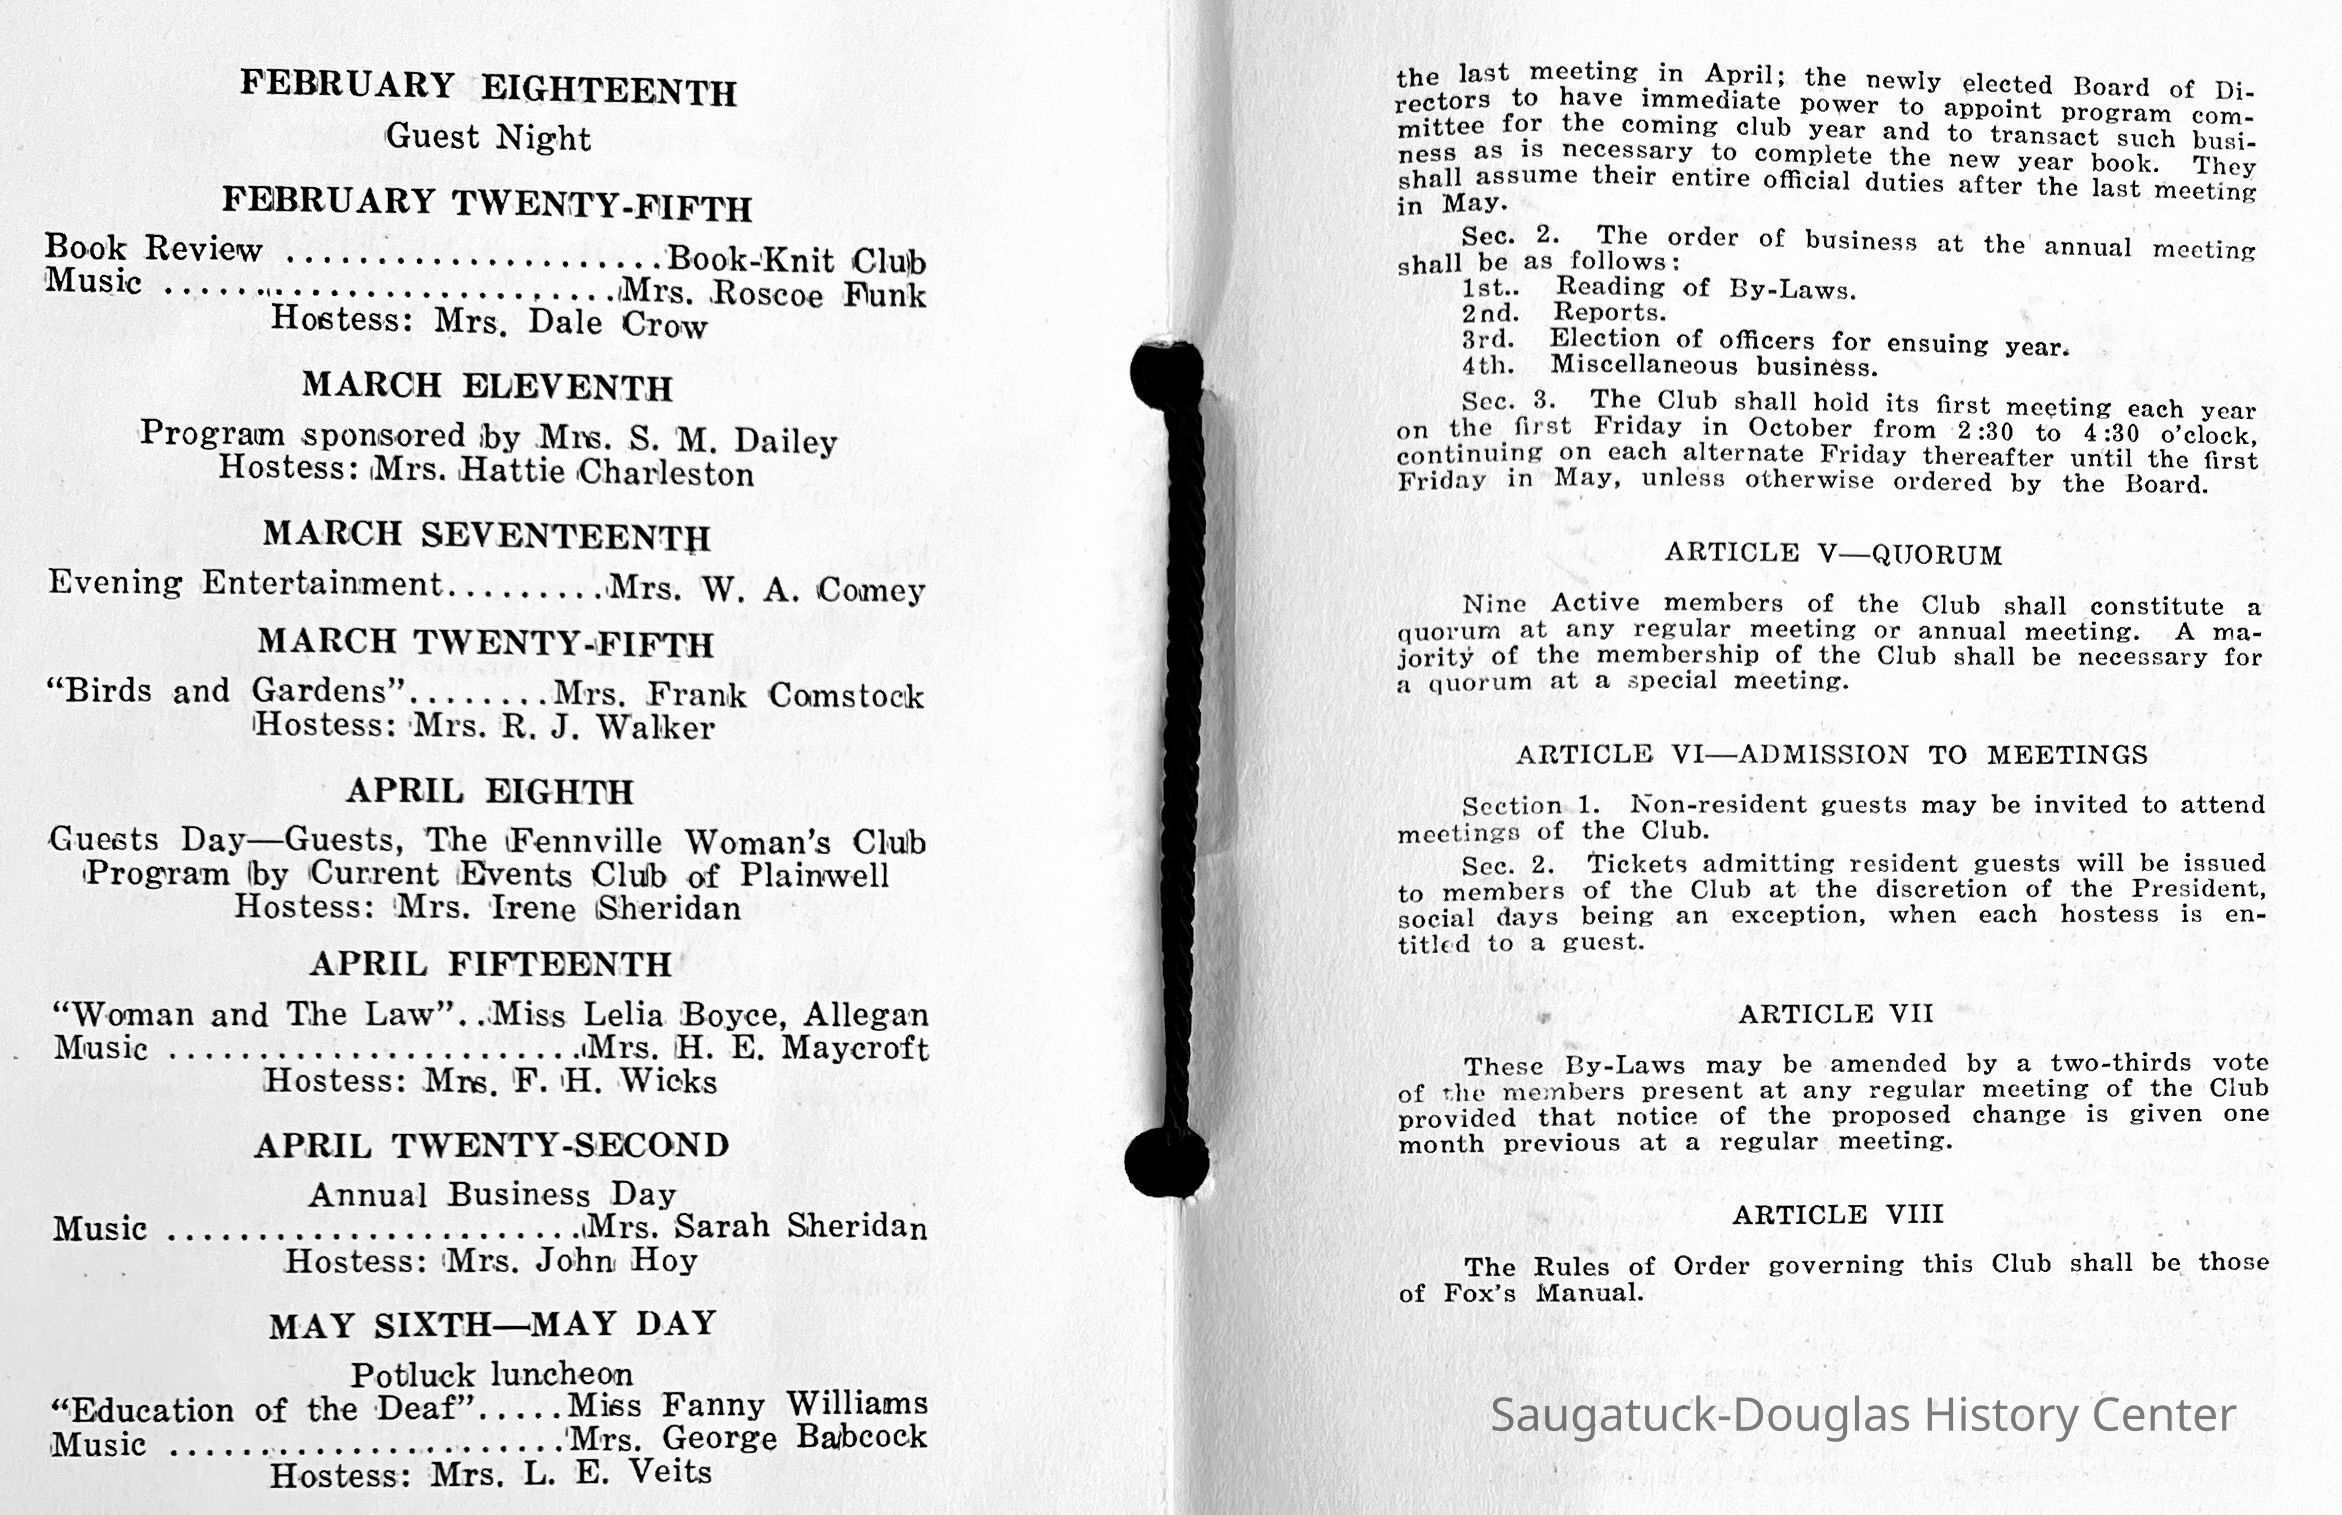 FEBRUARY EIGHTEENTH
Guest Night
FEBRUARY TWENTY-FIFTH
Book Review .....................Book-Knit Club
Music .........................Mrs. Roscoe Funk
Hostess: Mrs. Dale Crow
MARCH ELEVENTH
Program sponsored by Mrs. S. M. Dailey
Hostess: Mrs. Hattie Charleston
MARCH SEVENTEENTH
Evening Entertainment.........Mrs. W. A. Comey
MARCH TWENTY-FIFTH
“Birds and Gardens”........Mrs. Frank Comstock
Hostess: Mrs. R. J. Walker
APRIL EIGHTH
Guests Day—Guests, The Fennville Woman's Club
Program by Current Events Club of Plainwell
Hostess: Mrs. Irene Sheridan
APRIL FIFTEENTH
“Woman and The Law”..Miss Lelia Boyce, Allegan
Music .......................Mrs. H. E. Maycroft
Hostess: Mrs. F. H. Wicks
APRIL TWENTY-SECOND
Annual Business Day
Music .......................Mrs. Sarah Sheridan
Hostess: Mrs. John Hoy
MAY SIXTH—MAY DAY
Potluck luncheon
“Education of the Deaf”.....Miss Fanny Williams
Music ......................Mrs. George Babcock
Hostess: Mrs. L. E. Veits
the last meeting in April; the newly elected Board of Di-
rectors to have immediate power to appoint program com-
mittee for the coming club year and to transact such busi-
ness as is necessary to complete the new year book. They
shall assume their entire official duties after the last meeting
in May.
Sec. 2. The order of business at the annual meeting
shall be as follows:
1st.. Reading of By-Laws.
2nd. Reports.
3rd. Election of officers for ensuing year.
4th. Miscellaneous business.
Sec. 3. The Club shall hold its first meeting each year
on the first Friday in October from 2:30 to 4:30 o'clock,
continuing on each alternate Friday thereafter until the first
Friday in May, unless otherwise ordered by the Board.
ARTICLE V—QUORUM
Nine Active members of the Club shall constitute a
quorum at any regular meeting or annual meeting. A ma-
jority of the membership of the Club shall be necessary for
a quorum at a special meeting.
ARTICLE VI—ADMISSION TO MEETINGS
Section 1. Non-resident guests may be invited to attend
meetings of the Club.
Sec. 2. Tickets admitting resident guests will be issued
to members of the Club at the discretion of the President,
social days being an exception, when each hostess is en-
titled to a guest.
ARTICLE VII
These By-Laws may be amended by a two-thirds vote
of the members present at any regular meeting of the Club
provided that notice of the proposed change is given one
month previous at a regular meeting.
ARTICLE VIII
The Rules of Order governing this Club shall be those
of Fox's Manual.
Saugatuck-Douglas History Center